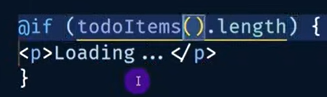 @if (todoItems().length) {
<p>Loading...</p>
}